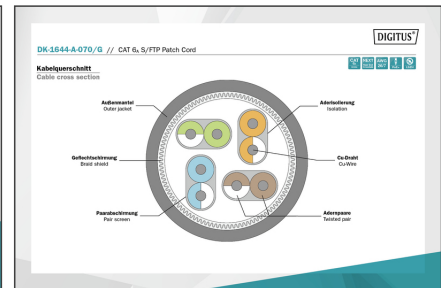 DIGITUS®
DK-1644-A-070/G // CAT 6A S/FTP Patch Cord
Kabelquerschnitt
Cable cross section
Außenmantel
Outer jacket
Aderisolierung
Isolation
Geflechtschirmung
Braid shield
Cu-Draht
Cu-Wire
Paarabschirmung
Pair screen
Adernpaare
Twisted pair